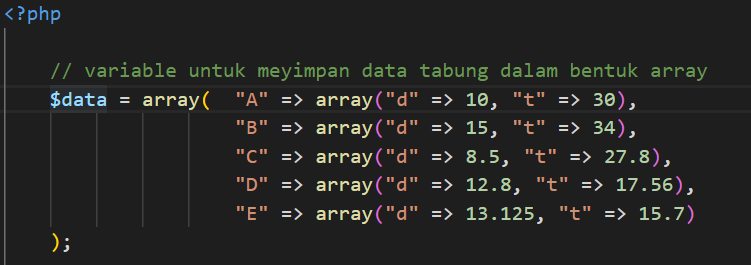 <?php
// variable untuk meyimpan data tabung dalam bentuk array
$data = array(  "A" => array("d" => 10, "t" => 30),
"B" => array("d" => 15, "t" => 34),
"C" => array("d" => 8.5, "t" => 27.8),
"D" => array("d" => 12.8, "t" => 17.56),
"E" => array("d" => 13.125, "t" => 15.7)
);